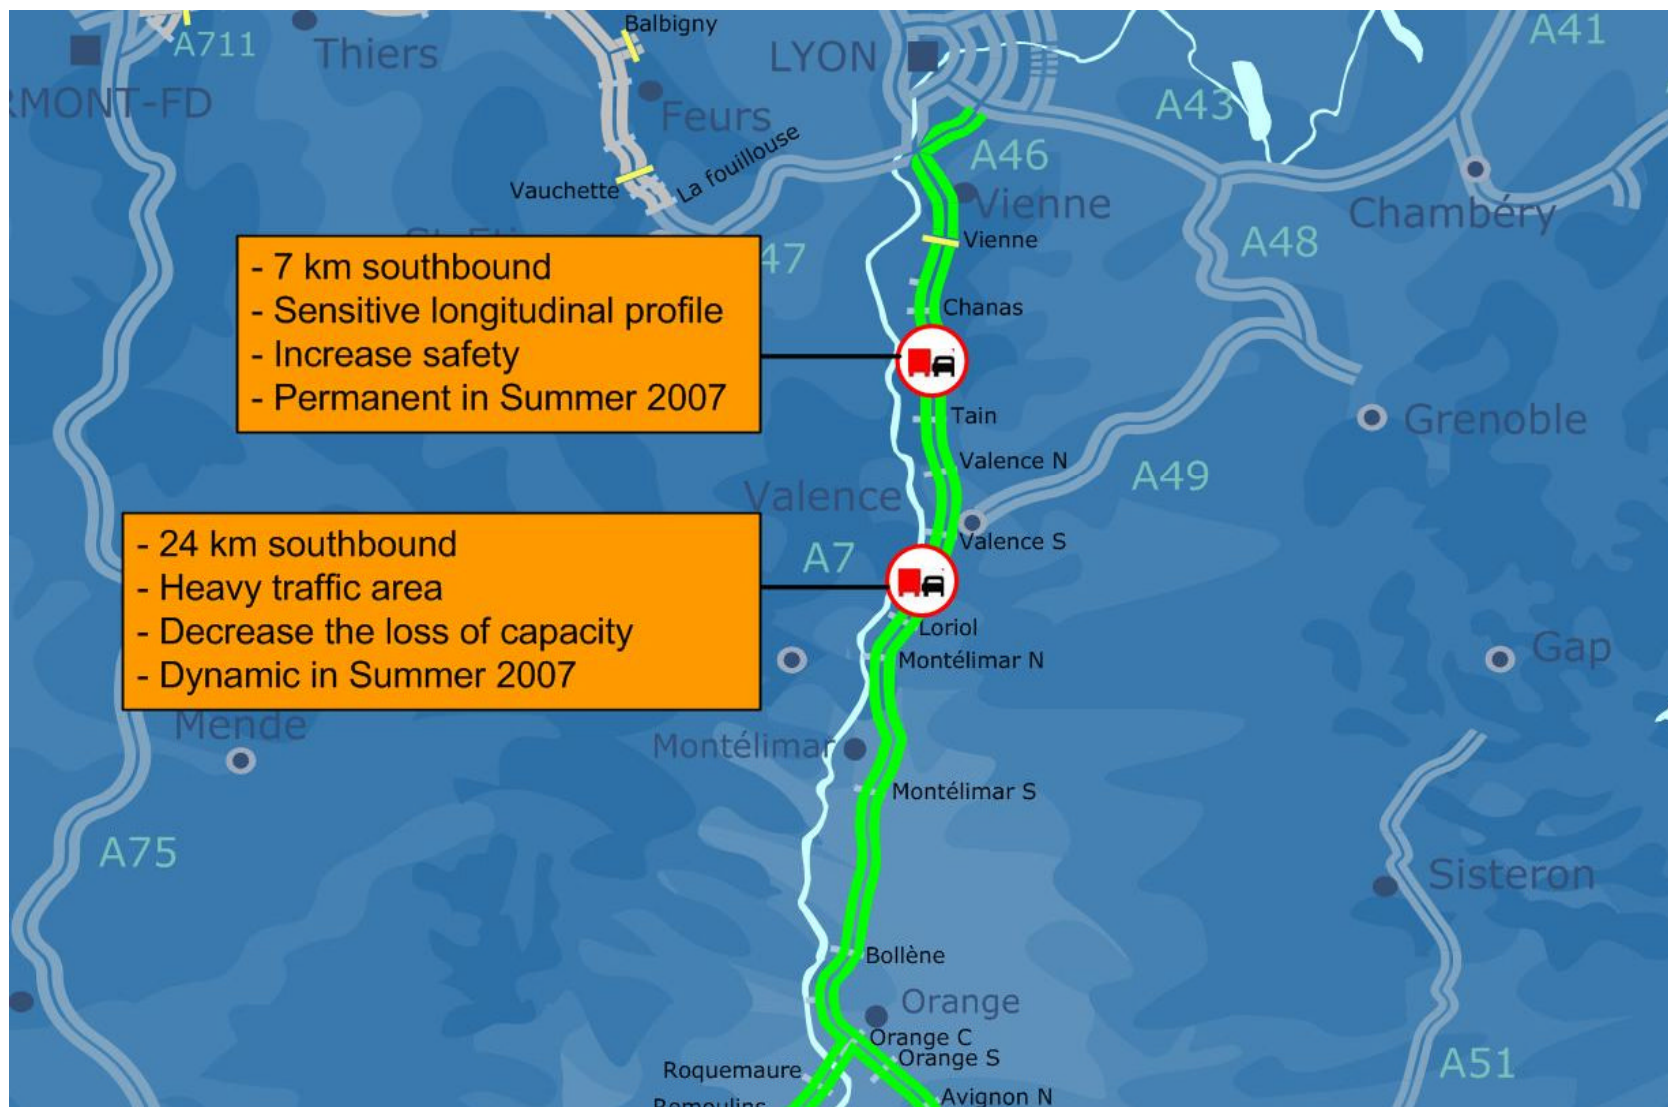 Balbigny
A711
Thiers
LYON
A41
RMONT-FD
Feurs
A43
La fouillouse
A46
Vauchette
Vienne
Chambéry
Vienne
A48
47
- 7 km southbound
- Sensitive longitudinal profile
- Increase safety
- Permanent in Summer 2007
Chanas
Tain
Grenoble
Valence N
A49
Valence
Valence S
A7
- 24 km southbound
- Heavy traffic area
- Decrease the loss of capacity
- Dynamic in Summer 2007
Loriol
Montélimar N
Gap
Mende
Montélimar
Montélimar S
A75
Sisteron
Bollène
Orange
Orange C
Orange S
Roquemaure
A51
Avignon N